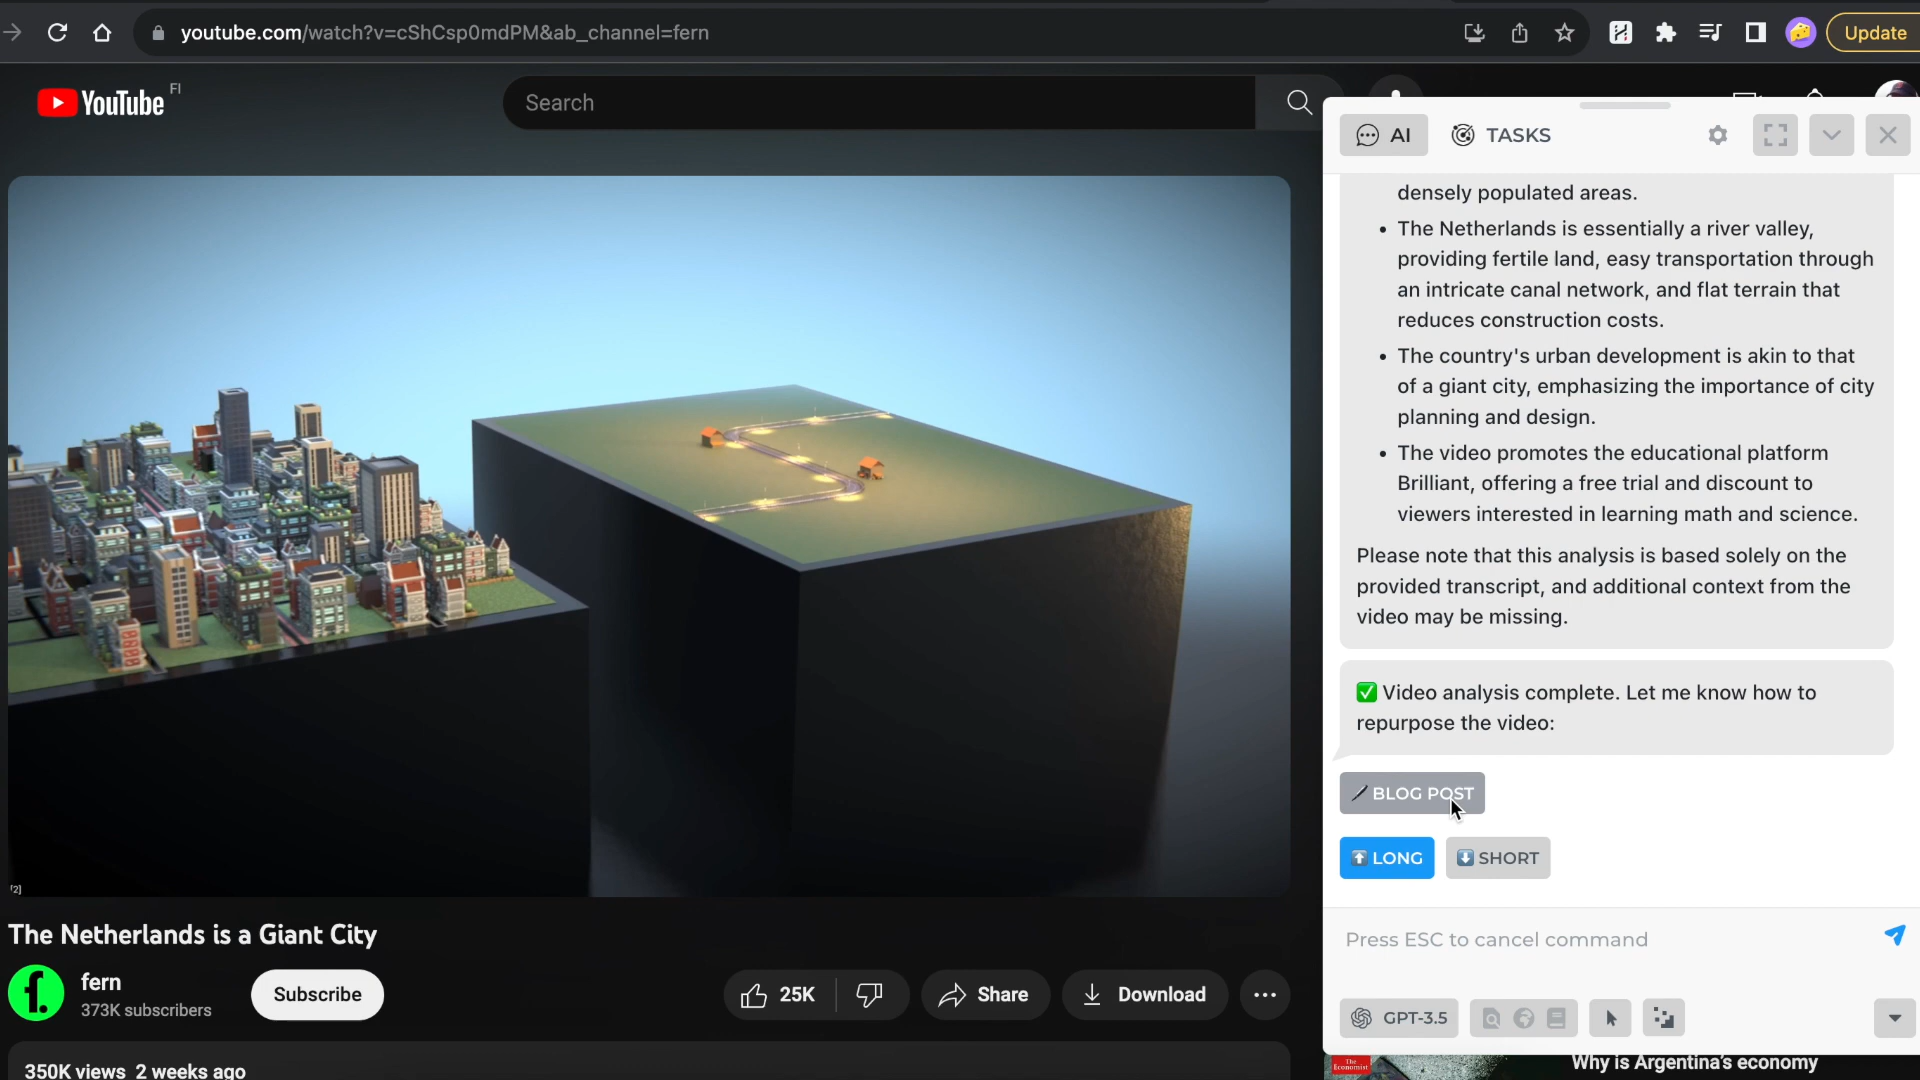 youtube.com/watch?v=cShCsp0mdPM&ab_channel=fern
Update
YouTube FI
Search
AI
TASKS
densely populated areas.
• The Netherlands is essentially a river valley,
providing fertile land, easy transportation through
an intricate canal network, and flat terrain that
reduces construction costs.
• The country's urban development is akin to that
of a giant city, emphasizing the importance of city
planning and design.
• The video promotes the educational platform
Brilliant, offering a free trial and discount to
viewers interested in learning math and science.
Please note that this analysis is based solely on the
provided transcript, and additional context from the
video may be missing.
✅ Video analysis complete. Let me know how to
repurpose the video:
BLOG POST
LONG
SHORT
Press ESC to cancel command
GPT-3.5
[2]
The Netherlands is a Giant City
f.
fern
373K subscribers
Subscribe
25K
Share
Download
350K views 2 weeks ago
The
Economist
Why is Argentina's economy